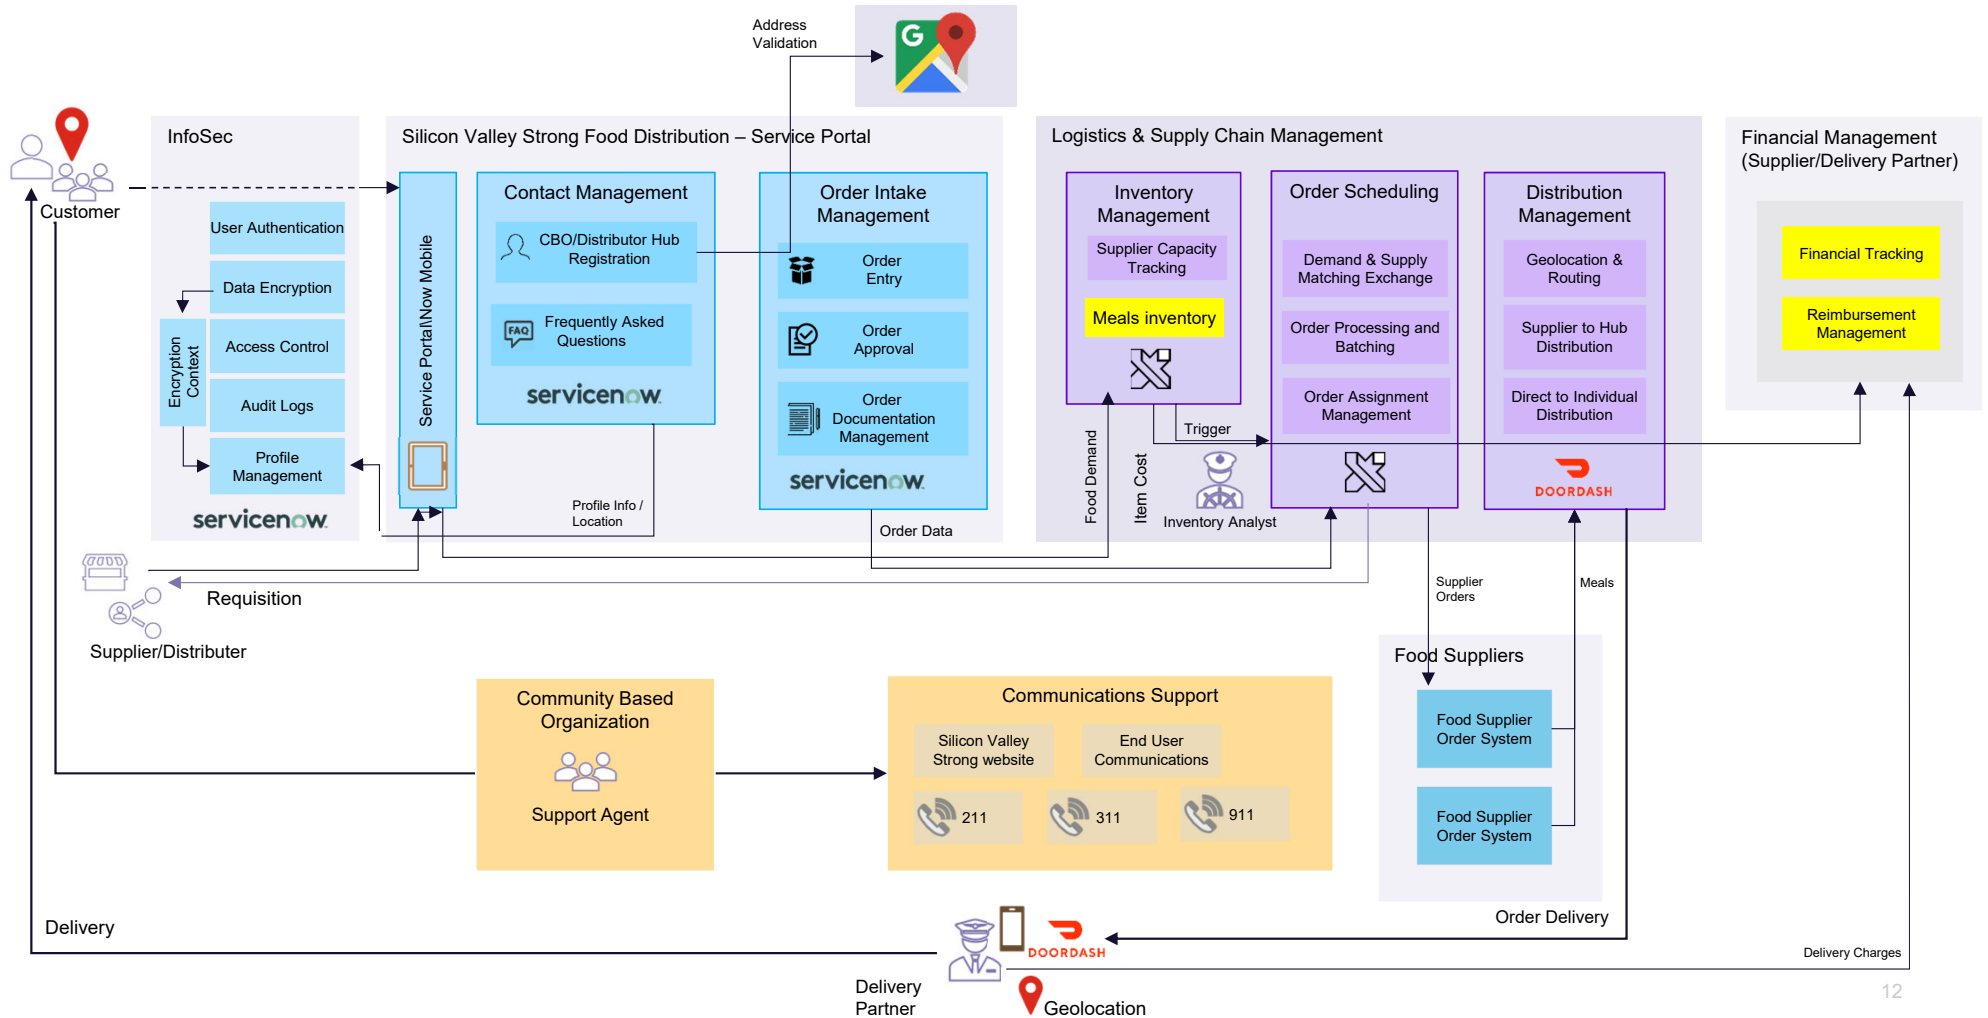 Address
Validation
G
Customer
InfoSec
User Authentication
Data Encryption
Encryption
Context
Access Control
Audit Logs
Profile
Management
servicenow
Silicon Valley Strong Food Distribution – Service Portal
Service Portal\Now Mobile
Contact Management
CBO/Distributor Hub
Registration
FAQ
Frequently Asked
Questions
servicenow
Order Intake
Management
Order
Entry
Order
Approval
Order
Documentation
Management
servicenow
Profile Info /
Location
Order Data
Logistics & Supply Chain Management
Inventory
Management
Supplier Capacity
Tracking
Meals inventory
Food Demand
Item Cost
Trigger
Inventory Analyst
Order Scheduling
Demand & Supply
Matching Exchange
Order Processing and
Batching
Order Assignment
Management
Distribution
Management
Geolocation &
Routing
Supplier to Hub
Distribution
Direct to Individual
Distribution
DOORDASH
Financial Management
(Supplier/Delivery Partner)
Financial Tracking
Reimbursement
Management
Requisition
Supplier/Distributer
Supplier
Orders
Meals
Food Suppliers
Food Supplier
Order System
Food Supplier
Order System
Community Based
Organization
Support Agent
Communications Support
Silicon Valley
Strong website
End User
Communications
211
311
911
Delivery
Order Delivery
DOORDASH
Delivery Charges
Delivery
Partner
Geolocation
12